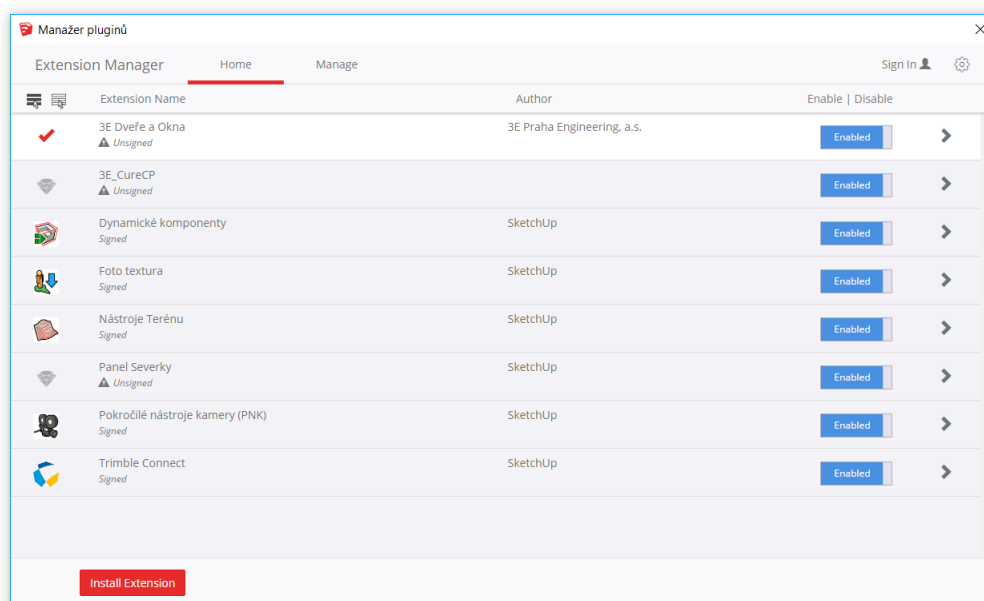 Manažer pluginů
Extension Manager Home Manage Sign In
Extension Name Author Enable | Disable
3E Dveře a Okna 3E Praha Engineering, a.s.
Unsigned Enabled
3E_CureCP
Unsigned Enabled
Dynamické komponenty SketchUp
Signed Enabled
Foto textura SketchUp
Signed Enabled
Nástroje Terénu SketchUp
Signed Enabled
Panel Severky SketchUp
Unsigned Enabled
Pokročilé nástroje kamery (PNK) SketchUp
Signed Enabled
Trimble Connect SketchUp
Signed Enabled
Install Extension